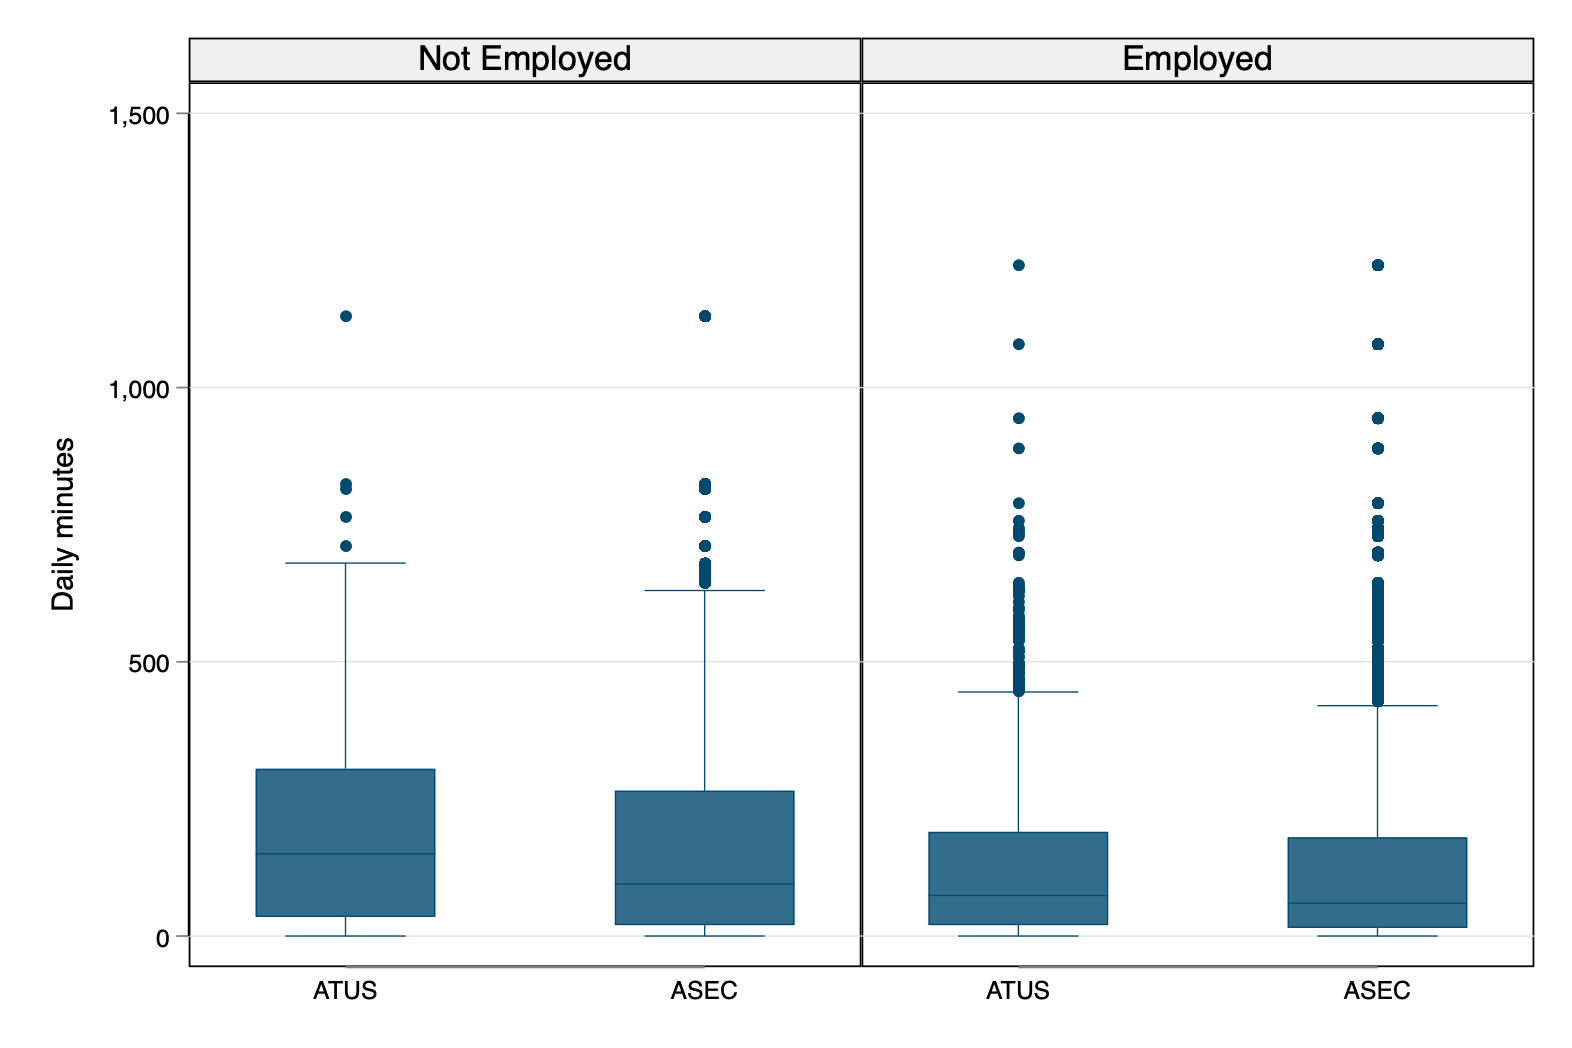 Not Employed
Employed
1,500
1,000
500
0
Daily minutes
ATUS
ASEC
ATUS
ASEC